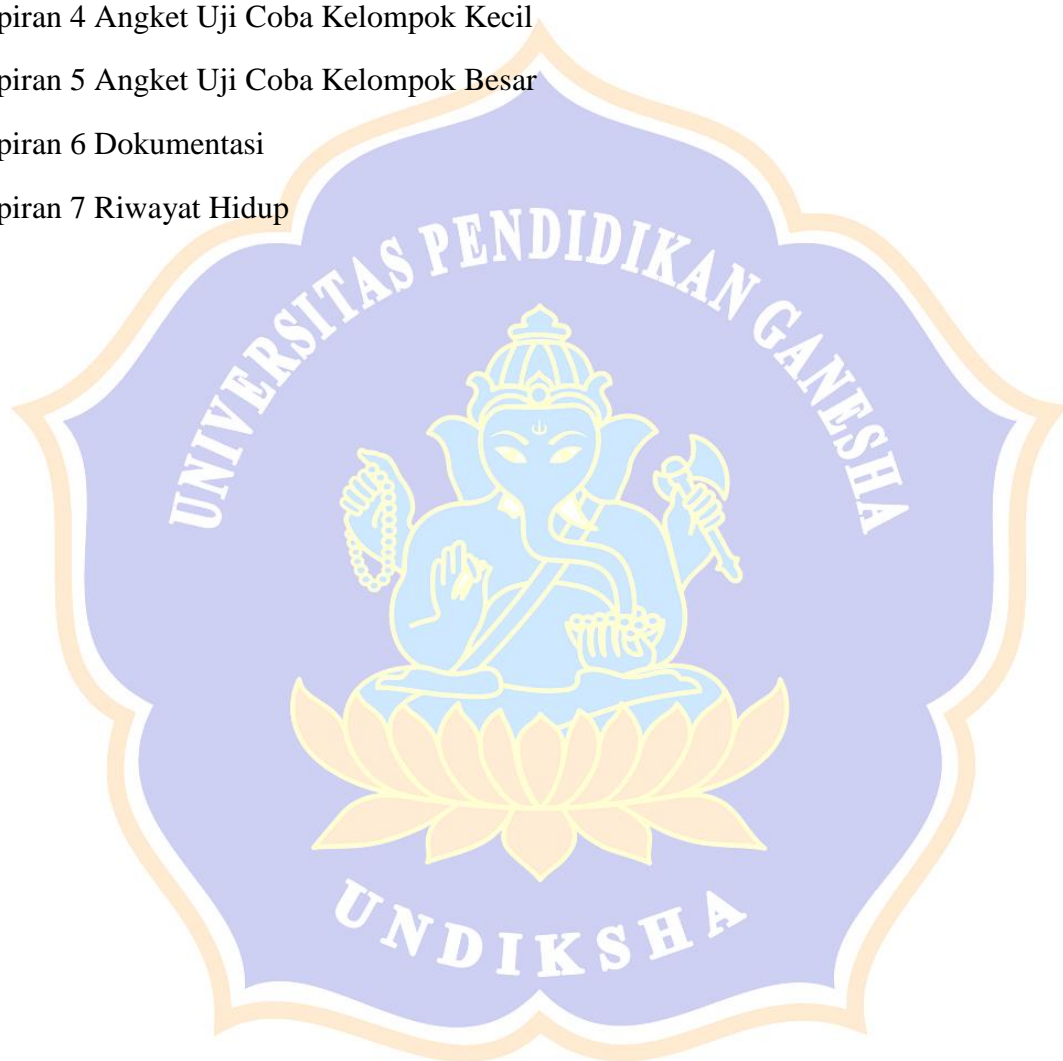 piran 4 Angket Uji Coba Kelompok Kecil
piran 5 Angket Uji Coba Kelompok Besar
piran 6 Dokumentasi
piran 7 Riwayat Hidup
UNIVERSITAS PENDIDIKAN GANESHA
UNDIKSHA